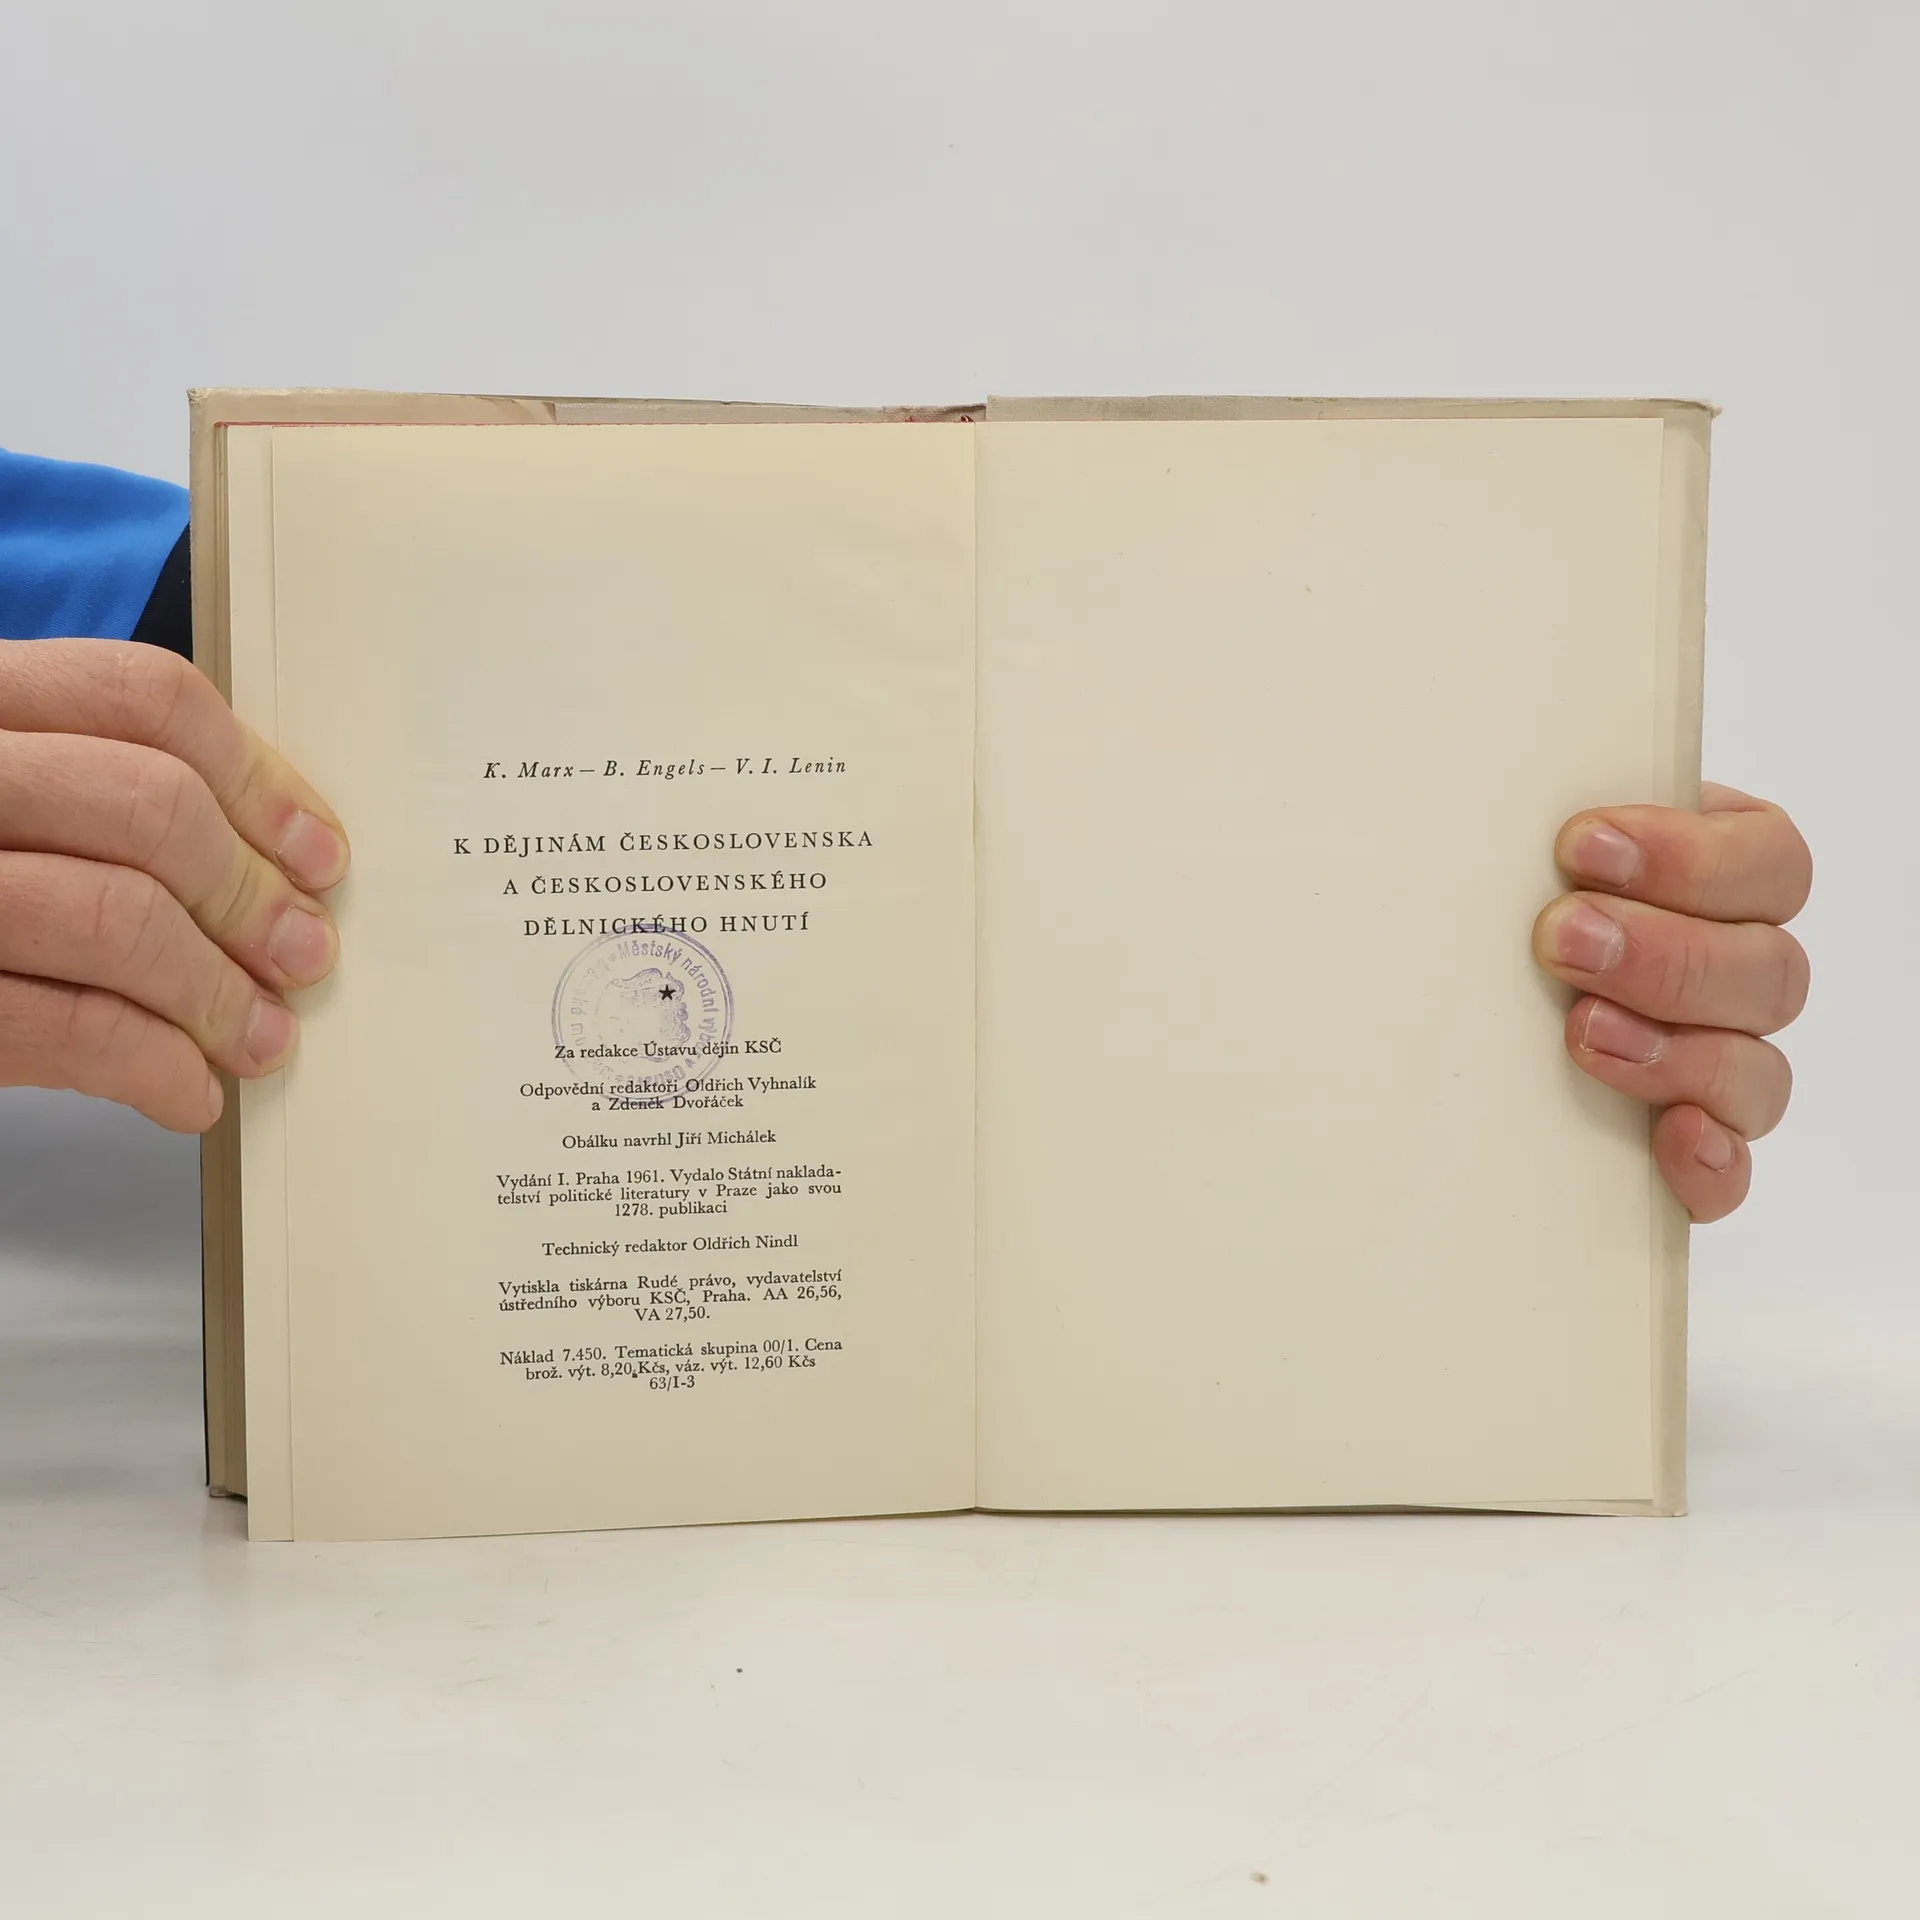 K. Marx — B. Engels — V. I. Lenin
K DĚJINÁM ČESKOSLOVENSKA
A ČESKOSLOVENSKÉHO
DĚLNICKÉHO HNUTÍ
Městský národní výbor v
★
Za redakce Ústavu dějin KSČ
Odpovědní redaktoři Oldřich Vyhnalík
a Zdeněk Dvořáček
Obálku navrhl Jiří Michálek
Vydání I. Praha 1961. Vydalo Státní naklada-
telství politické literatury v Praze jako svou
1278. publikaci
Technický redaktor Oldřich Nindl
Vytiskla tiskárna Rudé právo, vydavatelství
ústředního výboru KSČ, Praha. AA 26,56,
VA 27,50.
Náklad 7.450. Tematická skupina 00/1. Cena
brož. výt. 8,20 Kčs, váz. výt. 12,60 Kčs
63/I-3